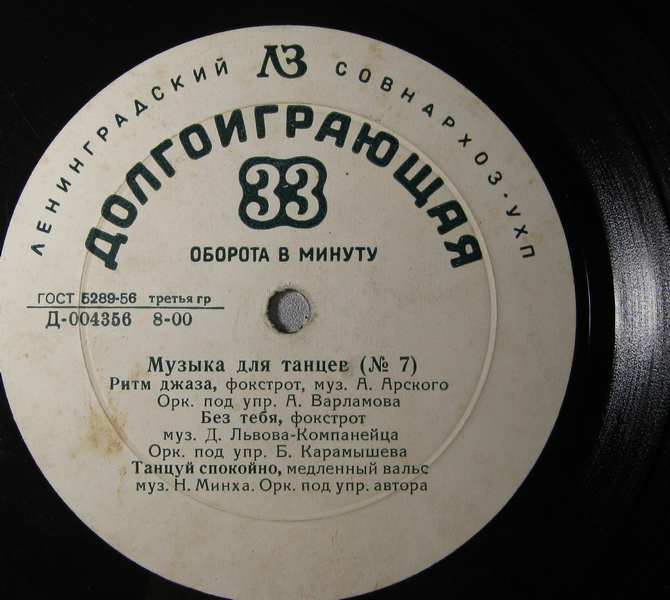 ЛЕНИНГРАДСКИЙ ЛЗ СОВНАРХОЗ·УХП
ДОЛГОИГРАЮЩАЯ
33
ОБОРОТА В МИНУТУ
ГОСТ 5289-56 третья гр
Д-004356 8-00
Музыка для танцев (№ 7)
Ритм джаза, фокстрот, муз. А. Арского
Орк. под упр. А. Варламова
Без тебя, фокстрот
муз. Д. Львова-Компанейца
Орк. под упр. Б. Карамышева
Танцуй спокойно, медленный вальс
муз. Н. Минха. Орк. под упр. автора